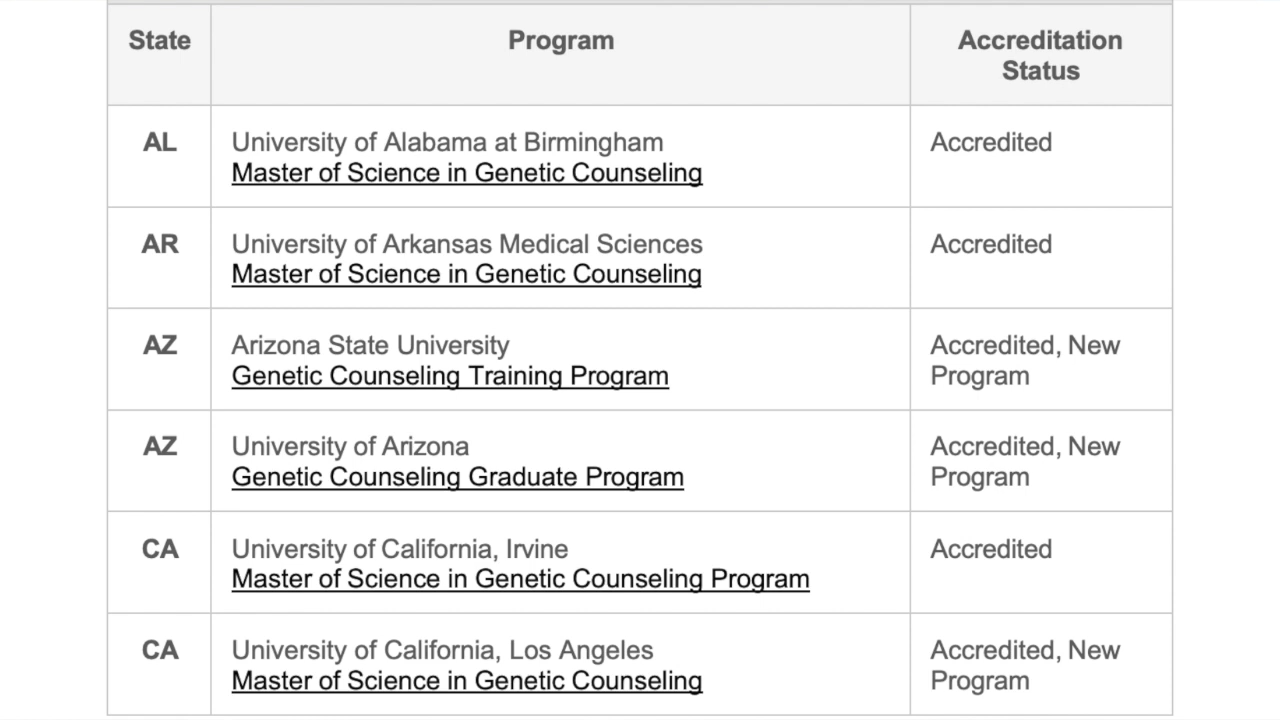 State Program Accreditation
Status
AL University of Alabama at Birmingham Accredited
Master of Science in Genetic Counseling
AR University of Arkansas Medical Sciences Accredited
Master of Science in Genetic Counseling
AZ Arizona State University Accredited, New
Genetic Counseling Training Program Program
AZ University of Arizona Accredited, New
Genetic Counseling Graduate Program Program
CA University of California, Irvine Accredited
Master of Science in Genetic Counseling Program
CA University of California, Los Angeles Accredited, New
Master of Science in Genetic Counseling Program